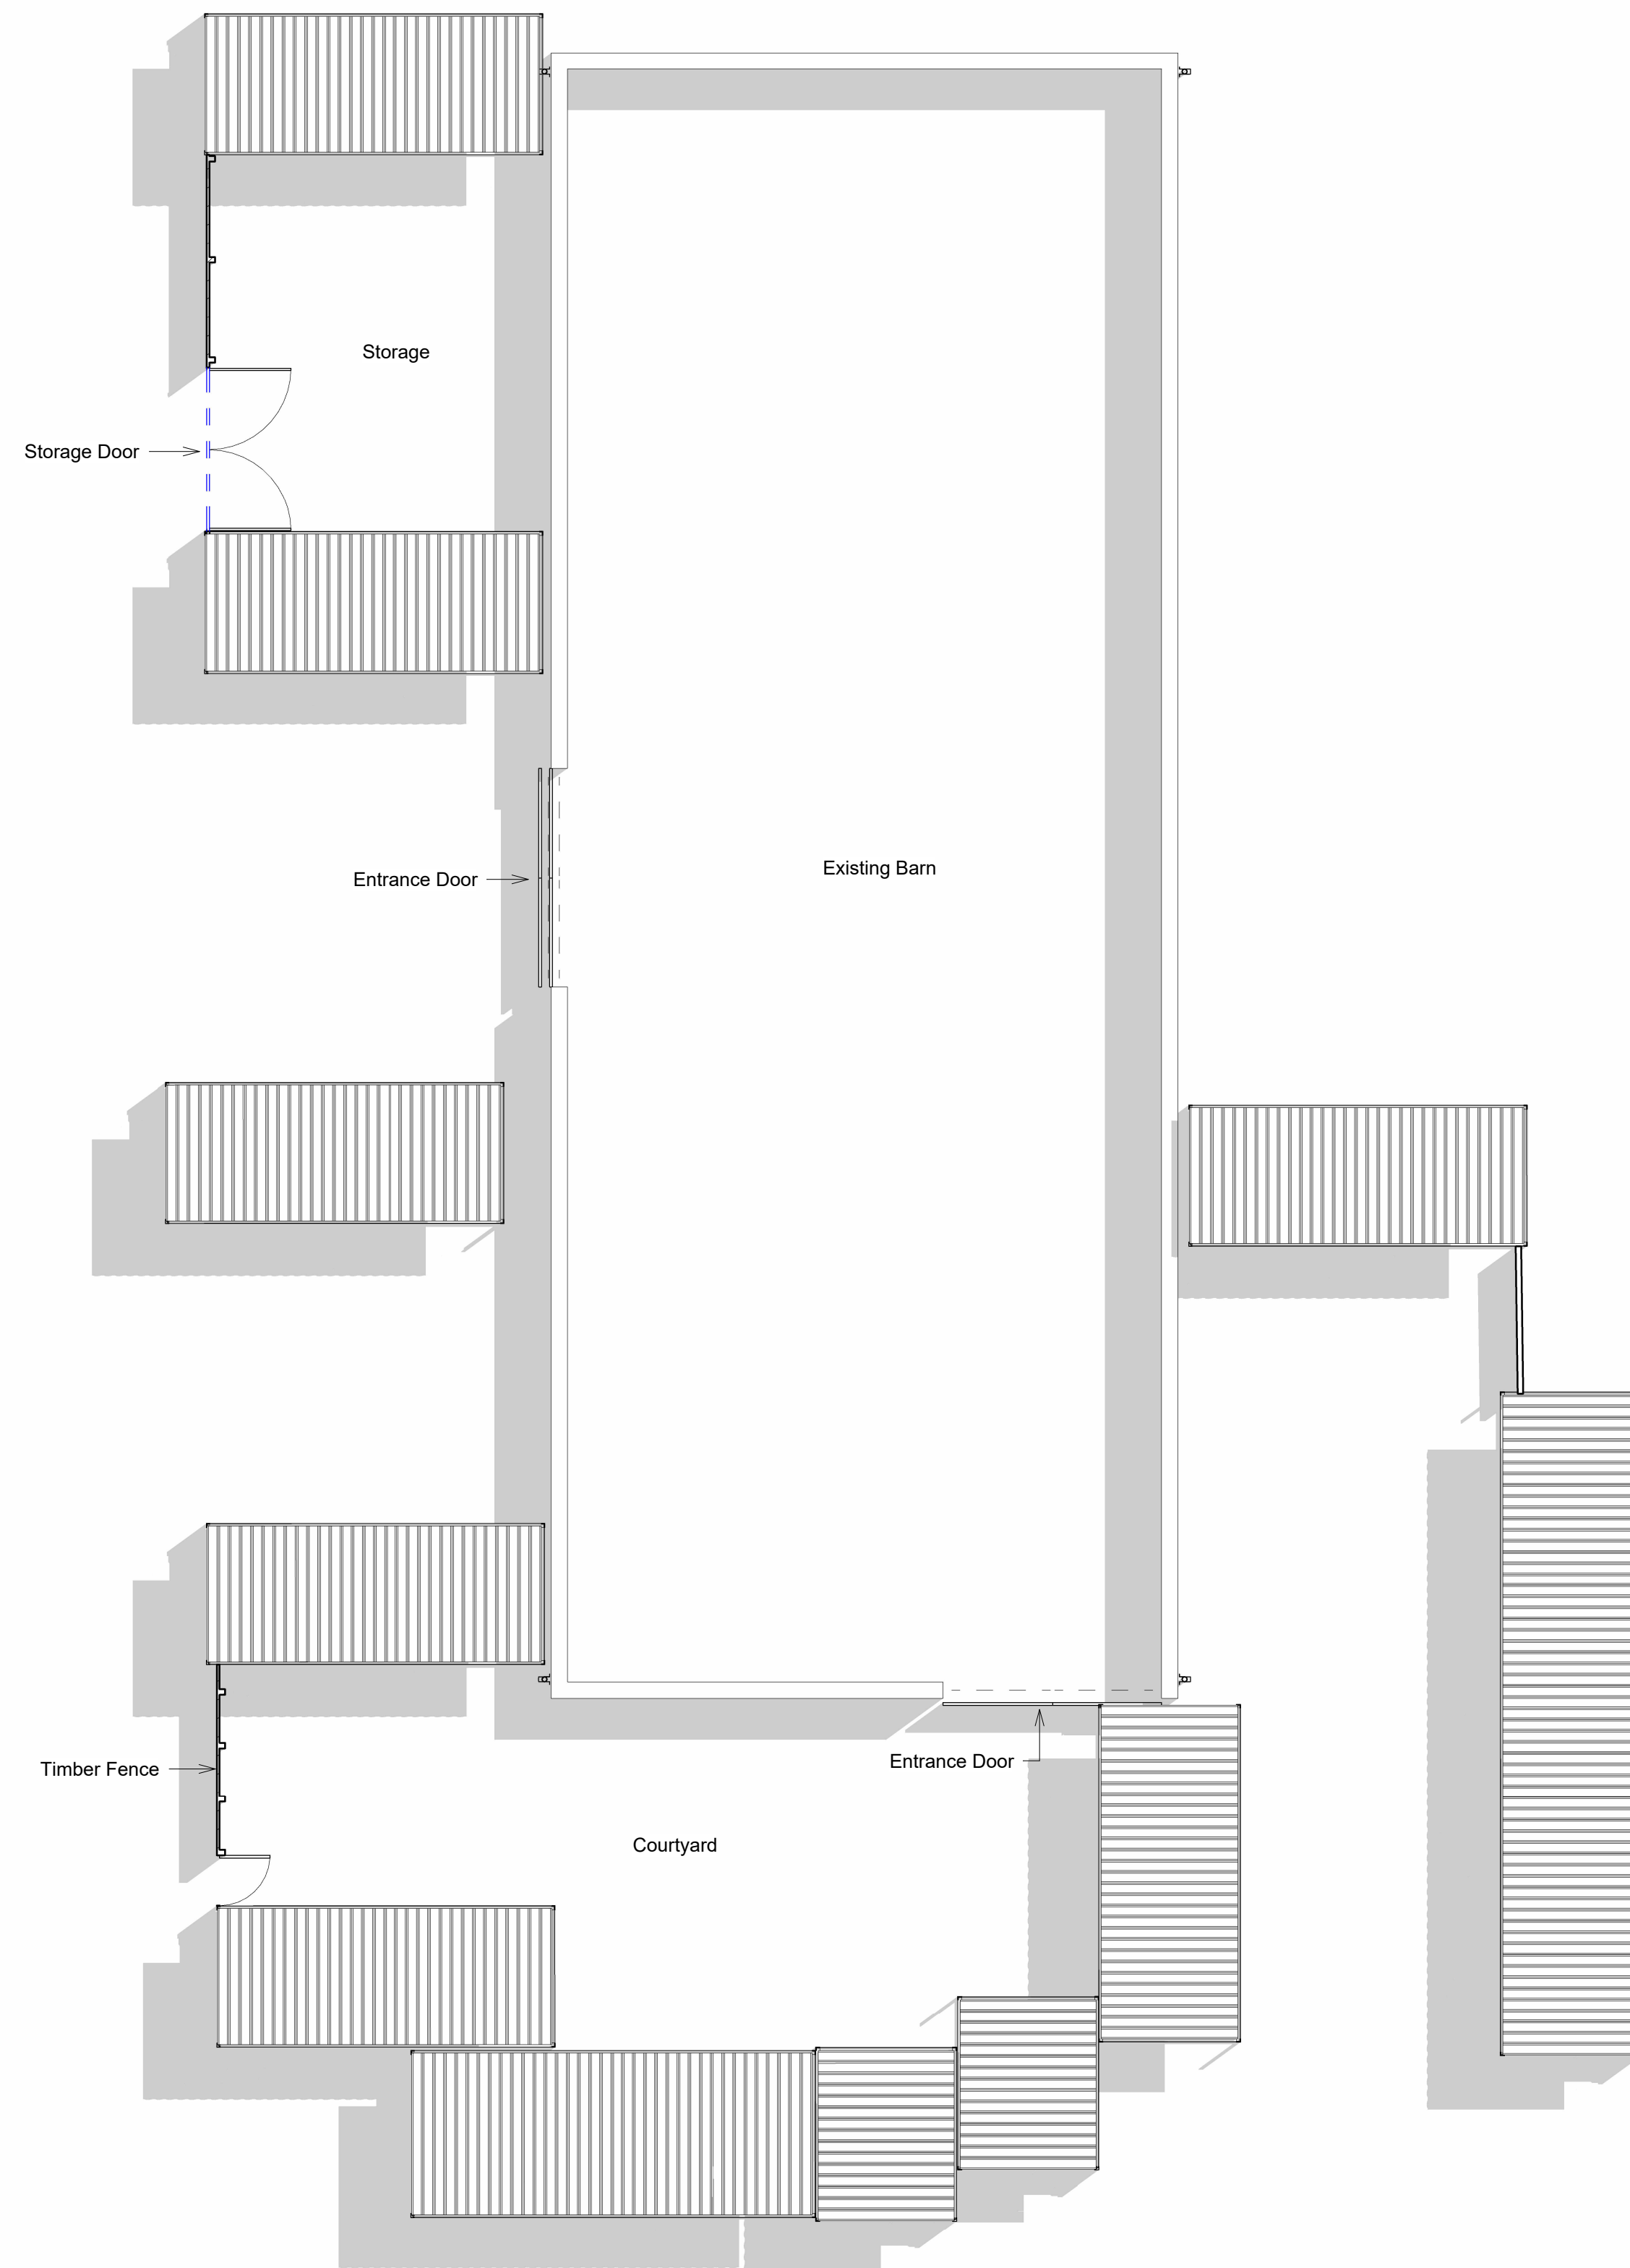 Storage
Storage Door
Existing Barn
Entrance Door
Entrance Door
Timber Fence
Courtyard